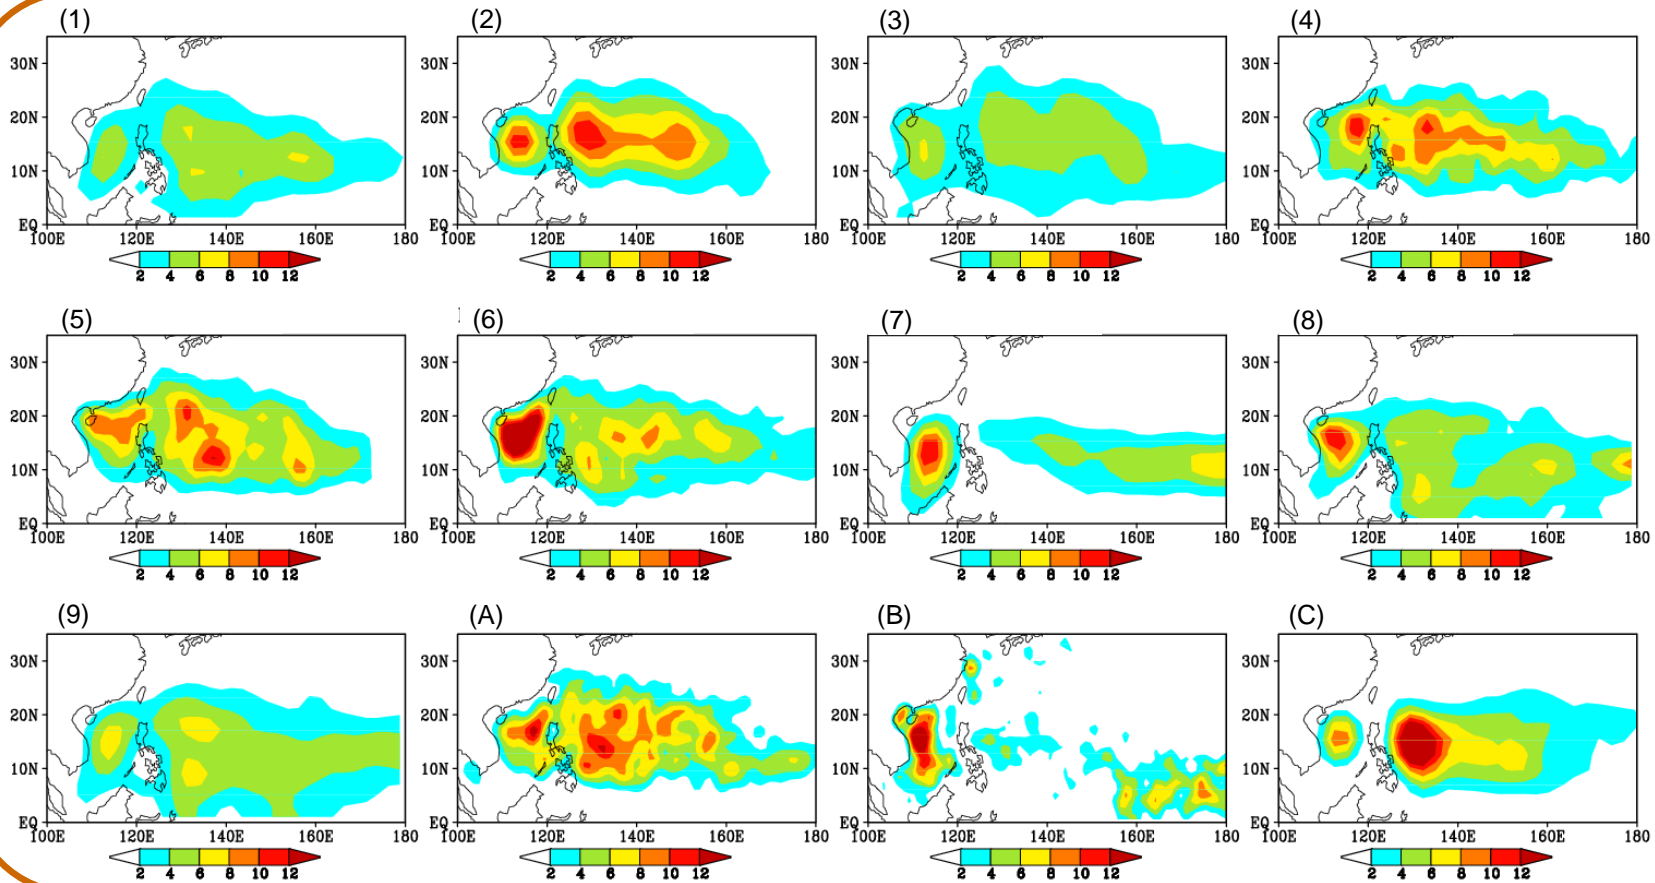 (1) (2) (3) (4)
30N 30N 30N 30N
20N 20N 20N 20N
10N 10N 10N 10N
EQ EQ EQ EQ
100E 120E 140E 160E 180 100E 120E 140E 160E 180 100E 120E 140E 160E 180 100E 120E 140E 160E 180
2 4 6 8 10 12 2 4 6 8 10 12 2 4 6 8 10 12 2 4 6 8 10 12
(5) (6) (7) (8)
30N 30N 30N 30N
20N 20N 20N 20N
10N 10N 10N 10N
EQ EQ EQ EQ
100E 120E 140E 160E 180 100E 120E 140E 160E 180 100E 120E 140E 160E 180 100E 120E 140E 160E 180
2 4 6 8 10 12 2 4 6 8 10 12 2 4 6 8 10 12 2 4 6 8 10 12
(9) (A) (B) (C)
30N 30N 30N 30N
20N 20N 20N 20N
10N 10N 10N 10N
EQ EQ EQ EQ
100E 120E 140E 160E 180 100E 120E 140E 160E 180 100E 120E 140E 160E 180 100E 120E 140E 160E 180
2 4 6 8 10 12 2 4 6 8 10 12 2 4 6 8 10 12 2 4 6 8 10 12